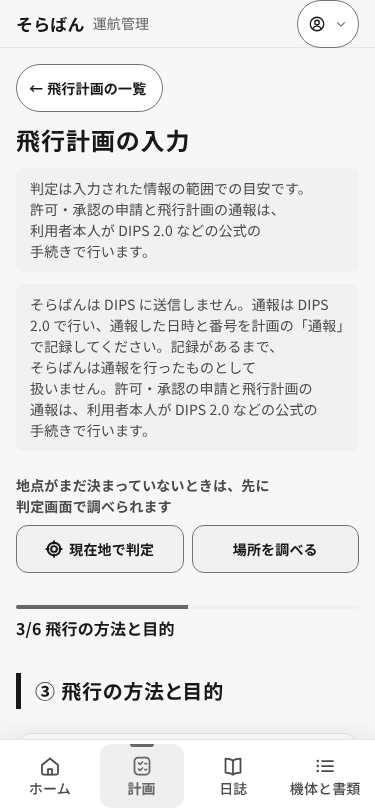 そらばん 運航管理
← 飛行計画の一覧
飛行計画の入力
判定は入力された情報の範囲での目安です。
許可・承認の申請と飛行計画の通報は、
利用者本人が DIPS 2.0 などの公式の
手続きで行います。
そらばんは DIPS に送信しません。通報は DIPS
2.0 で行い、通報した日時と番号を計画の「通報」
で記録してください。記録があるまで、
そらばんは通報を行ったものとして
扱いません。許可・承認の申請と飛行計画の
通報は、利用者本人が DIPS 2.0 などの公式の
手続きで行います。
地点がまだ決まっていないときは、先に
判定画面で調べられます
現在地で判定 場所を調べる
3/6 飛行の方法と目的
③ 飛行の方法と目的
ホーム 計画 日誌 機体と書類